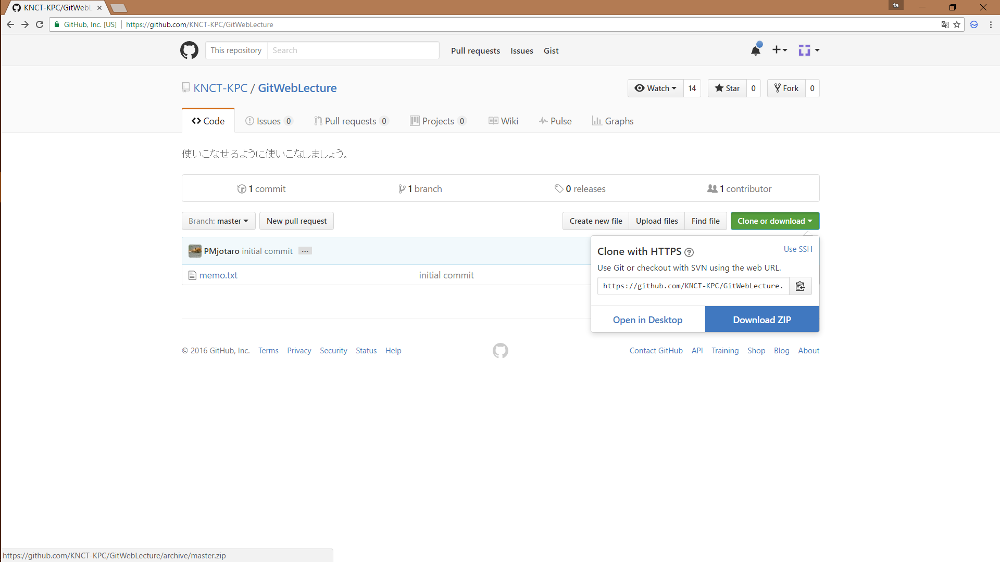 KNCT-KPC/GitWebL
ta
GitHub, Inc. [US] https://github.com/KNCT-KPC/GitWebLecture
This repository Search Pull requests Issues Gist
KNCT-KPC / GitWebLecture Watch 14 Star 0 Fork 0
Code Issues 0 Pull requests 0 Projects 0 Wiki Pulse Graphs
使いこなせるように使いこなしましょう。
1 commit 1 branch 0 releases 1 contributor
Branch: master New pull request Create new file Upload files Find file Clone or download
PMjotaro initial commit ...
memo.txt initial commit
Clone with HTTPS ? Use SSH
Use Git or checkout with SVN using the web URL.
https://github.com/KNCT-KPC/GitWebLecture.
Open in Desktop Download ZIP
© 2016 GitHub, Inc. Terms Privacy Security Status Help Contact GitHub API Training Shop Blog About
https://github.com/KNCT-KPC/GitWebLecture/archive/master.zip